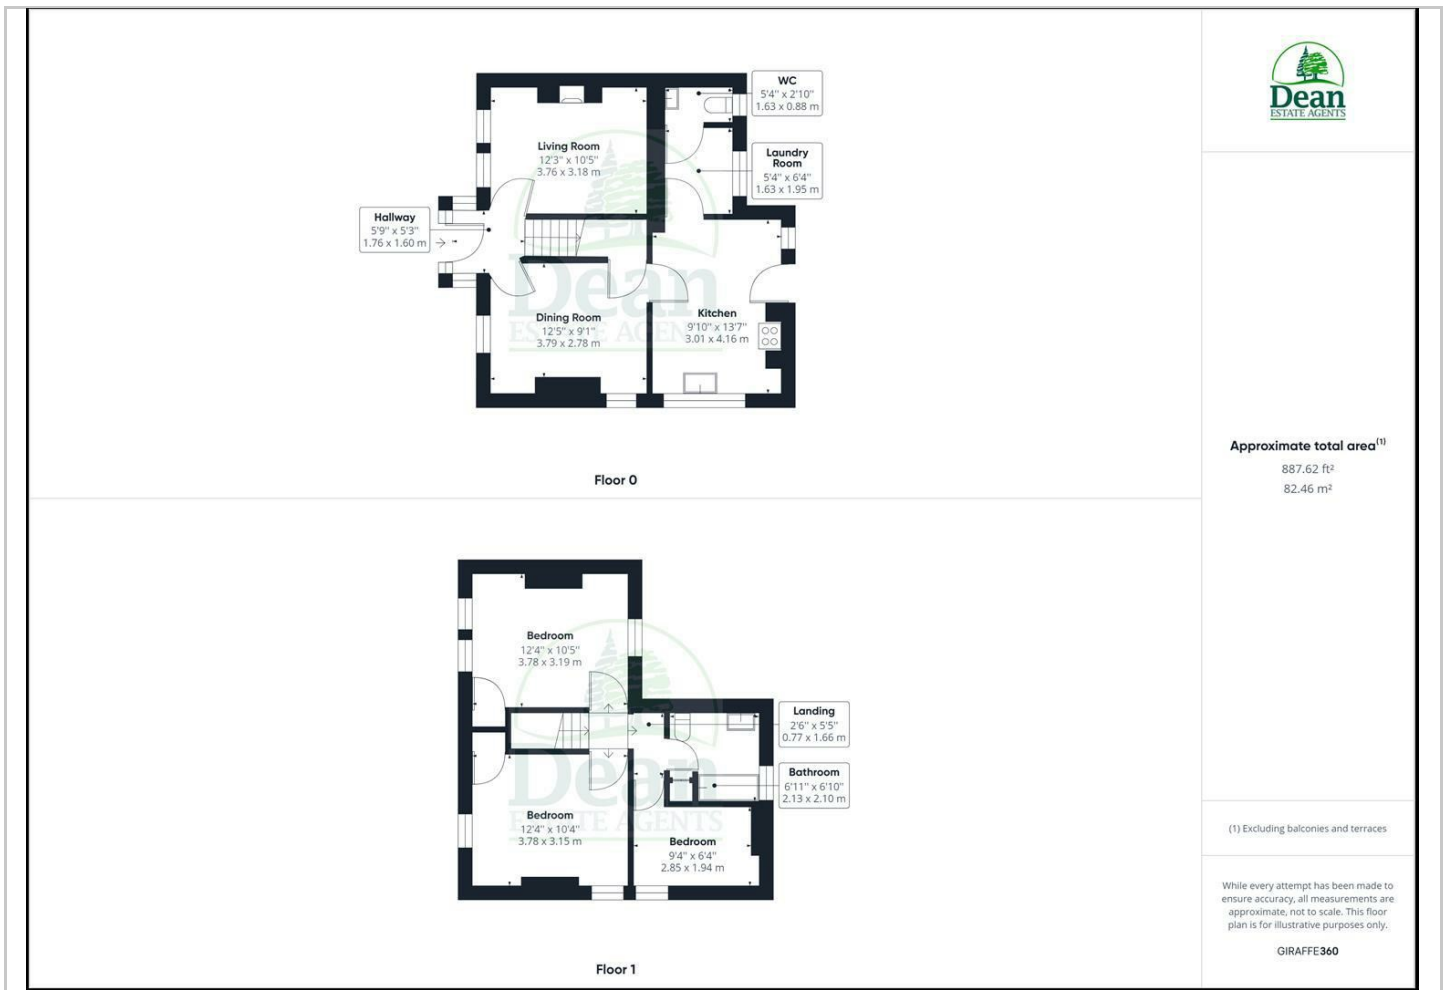 WC
5'4" x 2'10"
1.63 x 0.88 m
Laundry
Room
5'4" x 6'4"
1.63 x 1.95 m
Living Room
12'3" x 10'5"
3.76 x 3.18 m
Hallway
5'9" x 5'3"
1.76 x 1.60 m
Dining Room
12'5" x 9'1"
3.79 x 2.78 m
Kitchen
9'10" x 13'7"
3.01 x 4.16 m
Dean
ESTATE AGENTS
Floor 0
Bedroom
12'4" x 10'5"
3.78 x 3.19 m
Landing
2'6" x 5'5"
0.77 x 1.66 m
Bathroom
6'11" x 6'10"
2.13 x 2.10 m
Bedroom
12'4" x 10'4"
3.78 x 3.15 m
Bedroom
9'4" x 6'4"
2.85 x 1.94 m
Dean
ESTATE AGENTS
Floor 1
Dean
ESTATE AGENTS
Approximate total area(1)
887.62 ft²
82.46 m²
(1) Excluding balconies and terraces
While every attempt has been made to
ensure accuracy, all measurements are
approximate, not to scale. This floor
plan is for illustrative purposes only.
GIRAFFE360